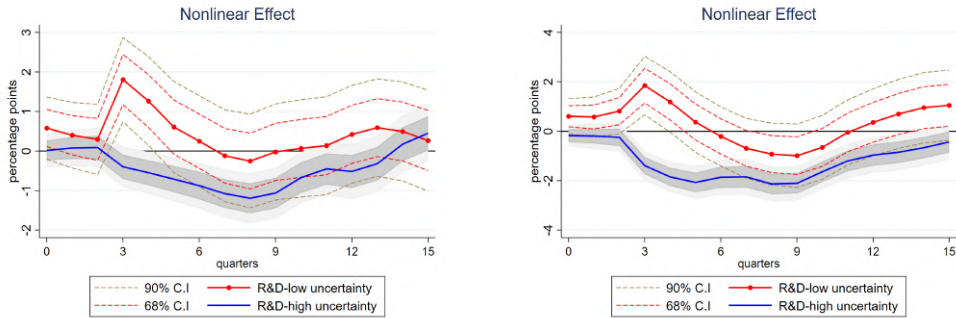 Nonlinear Effect
percentage points
3
2
1
0
-1
-2
0 3 6 9 12 15
quarters
90% C.I R&D-low uncertainty
68% C.I R&D-high uncertainty
Nonlinear Effect
percentage points
4
2
0
-2
-4
0 3 6 9 12 15
quarters
90% C.I R&D-low uncertainty
68% C.I R&D-high uncertainty